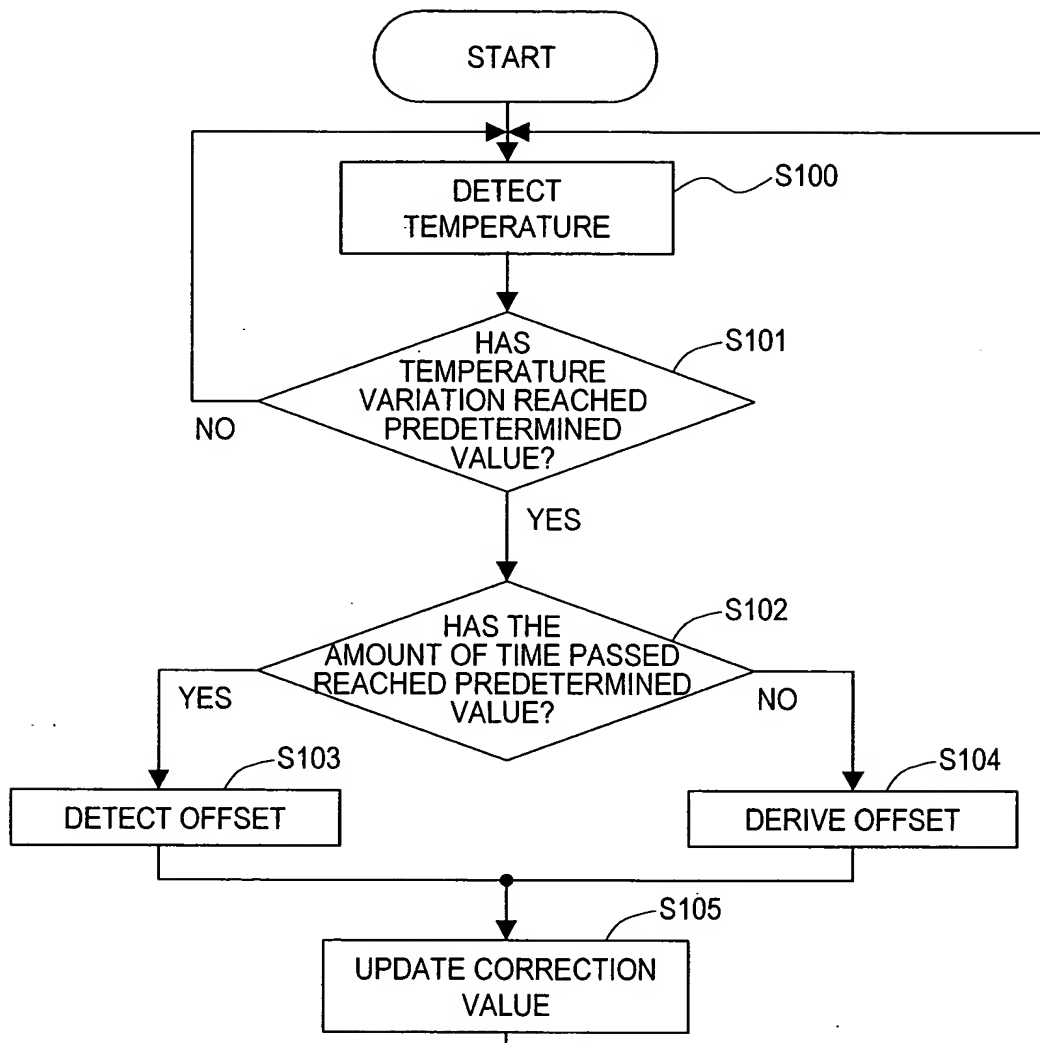 START
DETECT
TEMPERATURE
S100
HAS
TEMPERATURE
VARIATION REACHED
PREDETERMINED
VALUE?
S101
NO
YES
HAS THE
AMOUNT OF TIME PASSED
REACHED PREDETERMINED
VALUE?
S102
YES
NO
S103
DETECT OFFSET
S104
DERIVE OFFSET
S105
UPDATE CORRECTION
VALUE